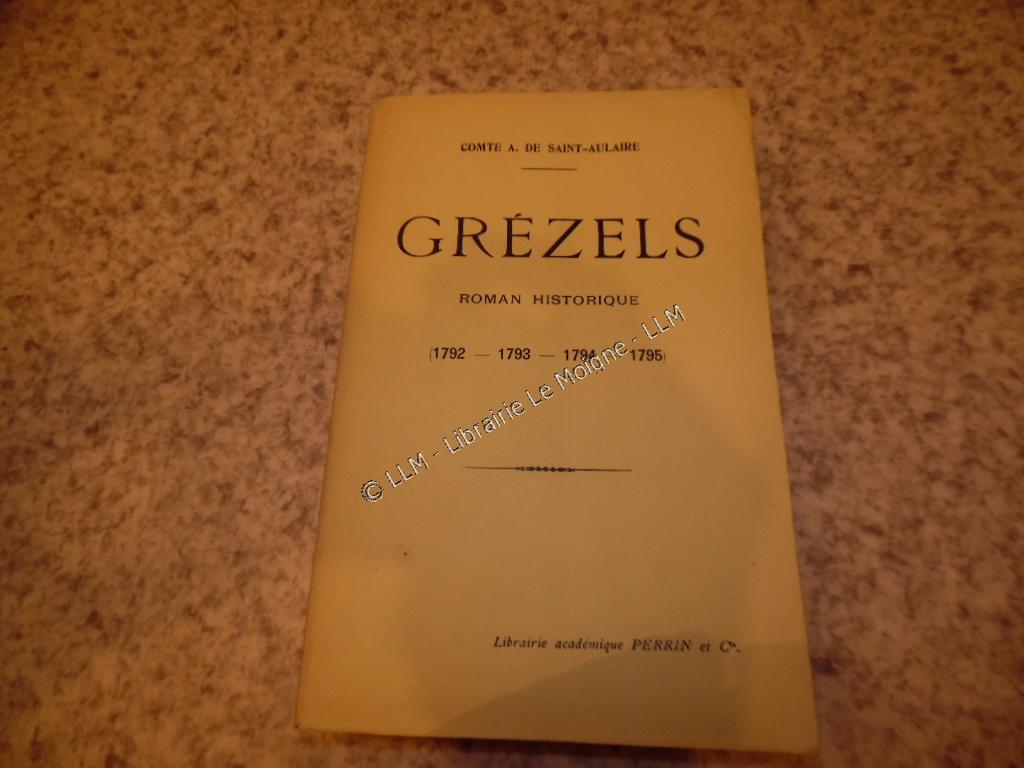 COMTE A. DE SAINT-AULAIRE
GRÉZELS
ROMAN HISTORIQUE
(1792 — 1793 — 1794 — 1795)
© LLM - Librairie Le Moigne - LLM
Librairie académique PERRIN et Cie.